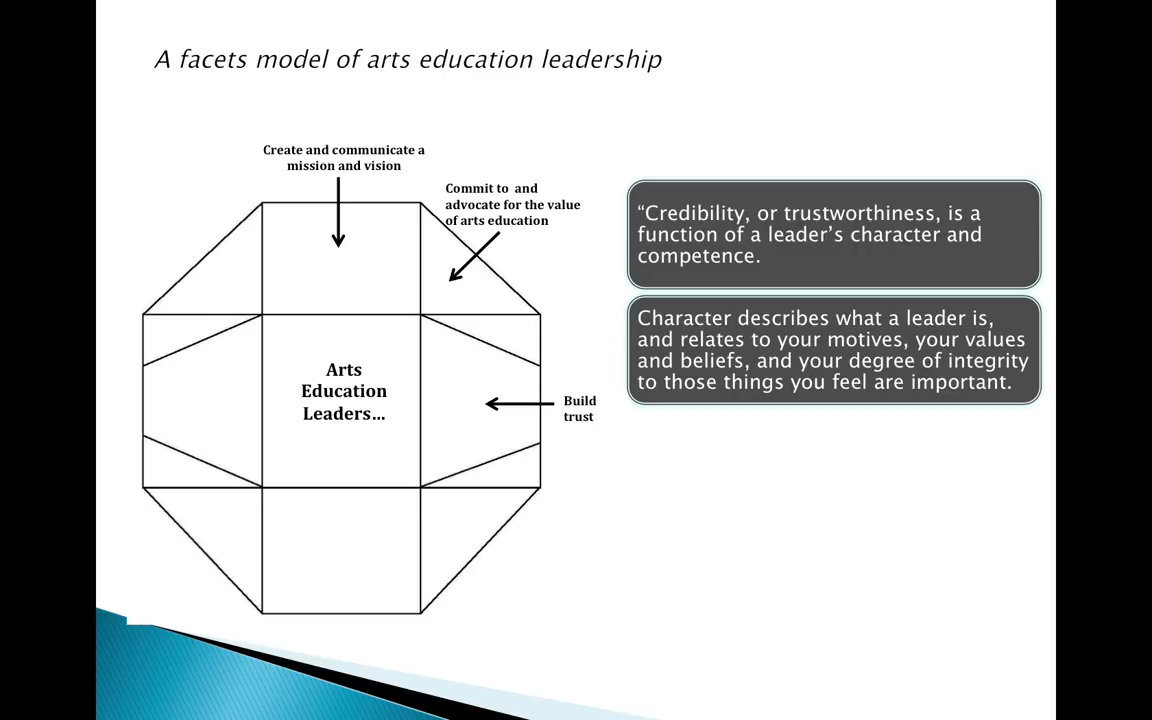 A facets model of arts education leadership
Create and communicate a
mission and vision
Commit to and
advocate for the value
of arts education
Arts
Education
Leaders…
Build
trust
“Credibility, or trustworthiness, is a
function of a leader’s character and
competence.
Character describes what a leader is,
and relates to your motives, your values
and beliefs, and your degree of integrity
to those things you feel are important.